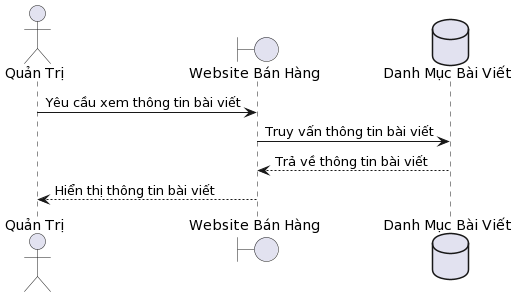 Quản Trị
Website Bán Hàng
Danh Mục Bài Viết
Yêu cầu xem thông tin bài viết
Truy vấn thông tin bài viết
Trả về thông tin bài viết
Hiển thị thông tin bài viết
Quản Trị
Website Bán Hàng
Danh Mục Bài Viết